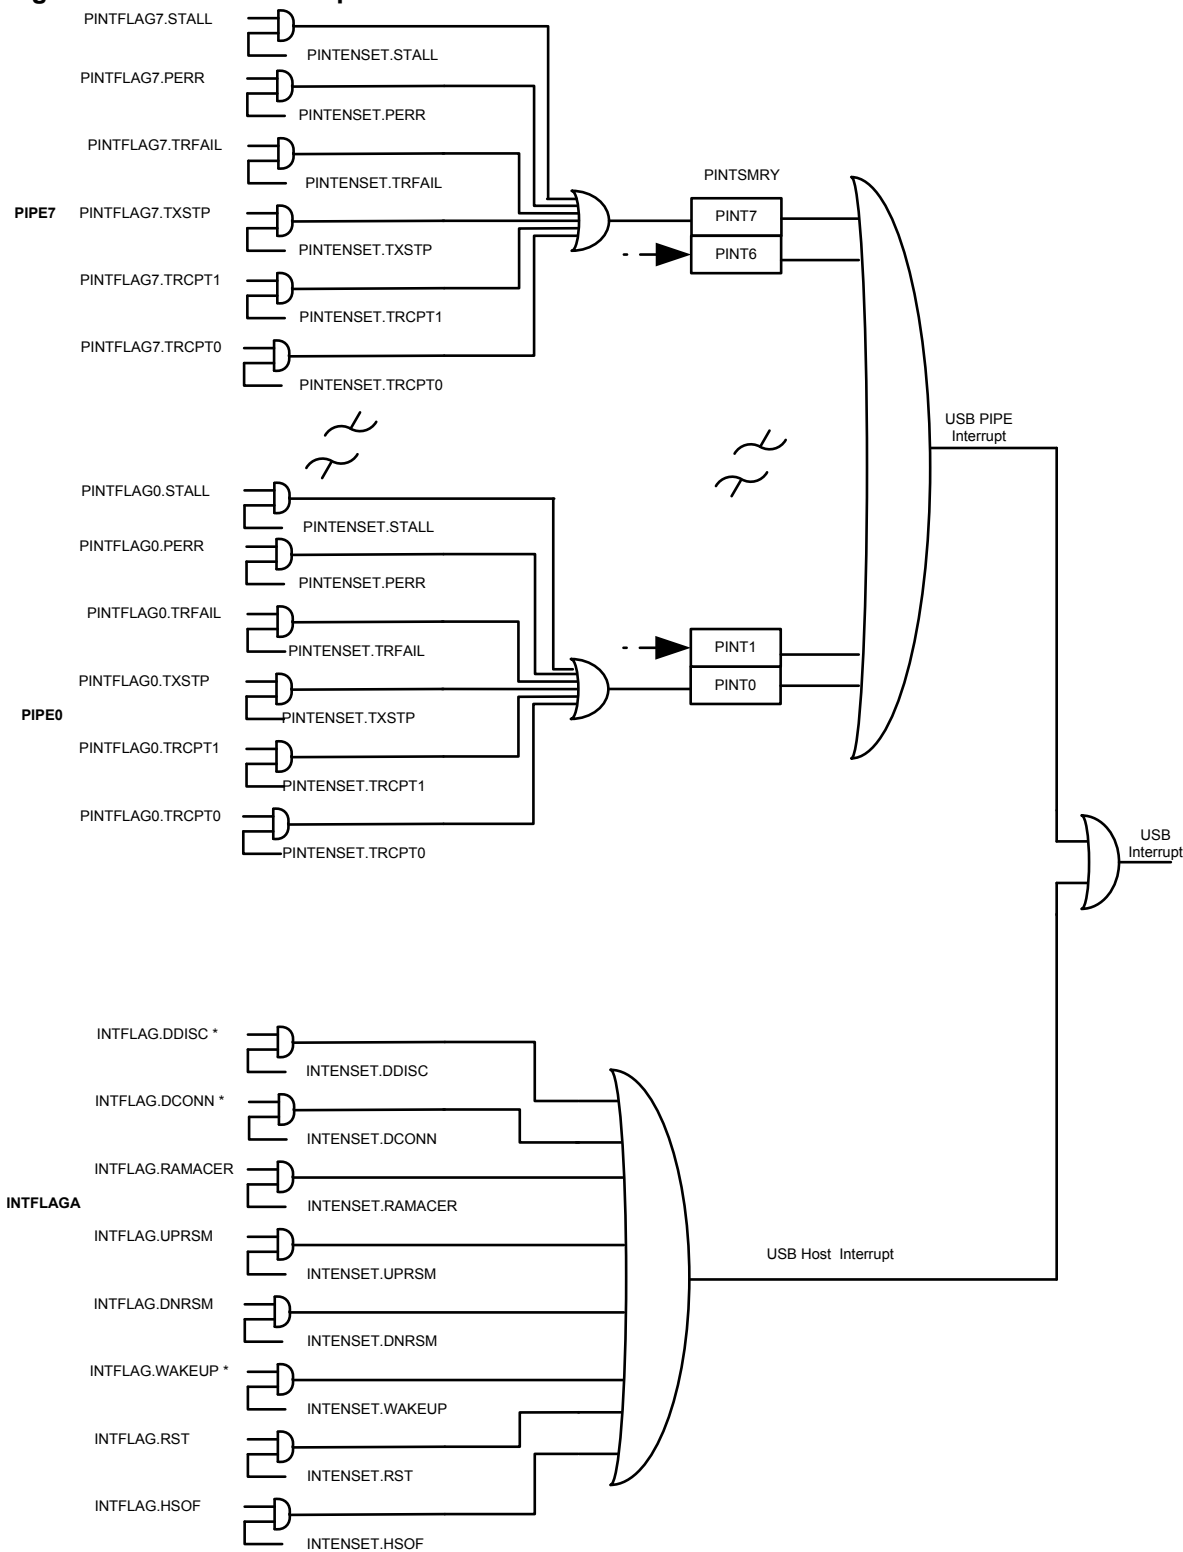 PINTFLAG7.STALL
PINTENSET.STALL
PINTFLAG7.PERR
PINTENSET.PERR
PINTFLAG7.TRFAIL
PINTENSET.TRFAIL
PINTSMRY
PIPE7
PINTFLAG7.TXSTP
PINTENSET.TXSTP
PINT7
PINT6
PINTFLAG7.TRCPT1
PINTENSET.TRCPT1
PINTFLAG7.TRCPT0
PINTENSET.TRCPT0
USB PIPE
Interrupt
PINTFLAG0.STALL
PINTENSET.STALL
PINTFLAG0.PERR
PINTENSET.PERR
PINTFLAG0.TRFAIL
PINTENSET.TRFAIL
PINT1
PINT0
PINTFLAG0.TXSTP
PINTENSET.TXSTP
PIPE0
PINTFLAG0.TRCPT1
PINTENSET.TRCPT1
PINTFLAG0.TRCPT0
PINTENSET.TRCPT0
USB
Interrupt
INTFLAG.DDISC *
INTENSET.DDISC
INTFLAG.DCONN *
INTENSET.DCONN
INTFLAG.RAMACER
INTENSET.RAMACER
INTFLAGA
INTFLAG.UPRSM
INTENSET.UPRSM
USB Host Interrupt
INTFLAG.DNRSM
INTENSET.DNRSM
INTFLAG.WAKEUP *
INTENSET.WAKEUP
INTFLAG.RST
INTENSET.RST
INTFLAG.HSOF
INTENSET.HSOF